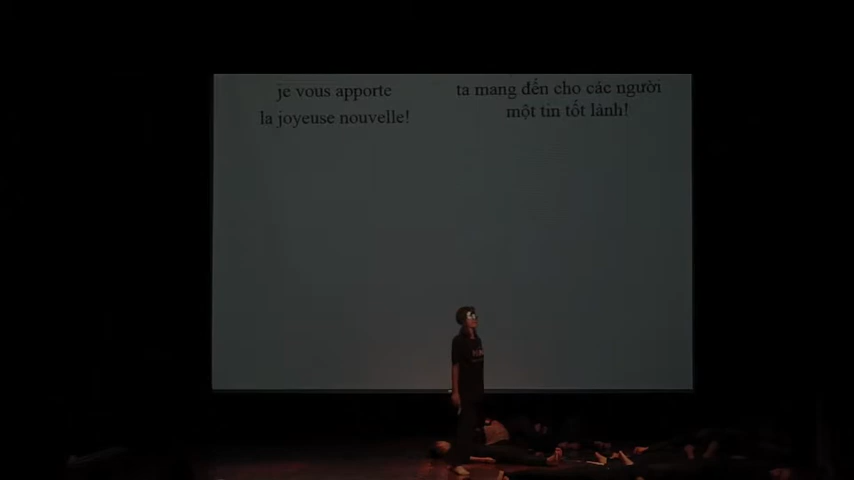 je vous apporte
la joyeuse nouvelle!
ta mang đến cho các người
một tin tốt lành!